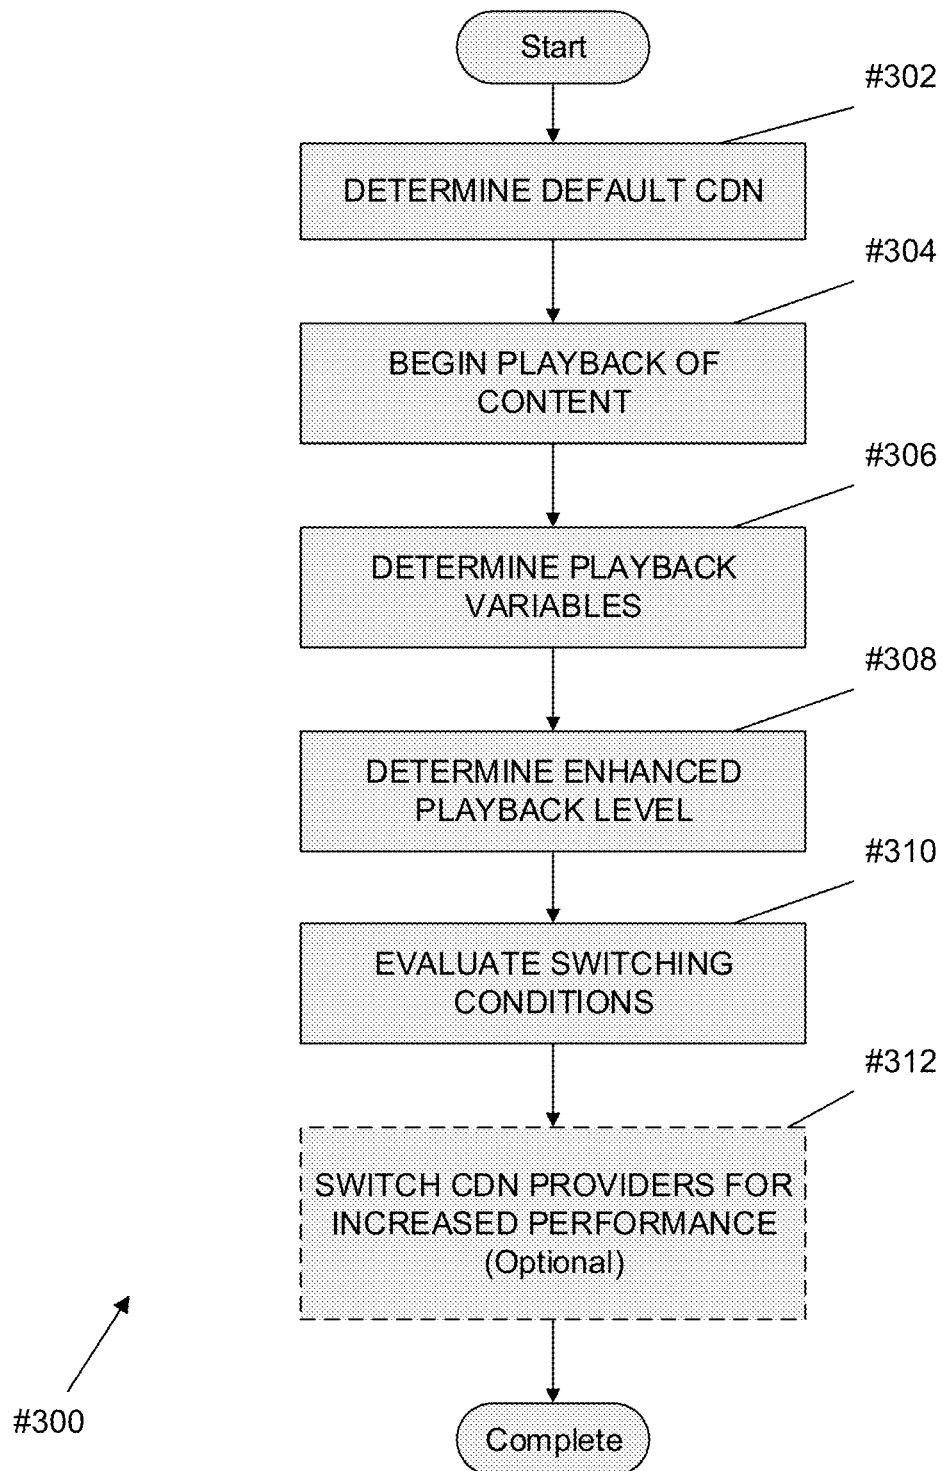 Start
#302
DETERMINE DEFAULT CDN
#304
BEGIN PLAYBACK OF
CONTENT
#306
DETERMINE PLAYBACK
VARIABLES
#308
DETERMINE ENHANCED
PLAYBACK LEVEL
#310
EVALUATE SWITCHING
CONDITIONS
#312
SWITCH CDN PROVIDERS FOR
INCREASED PERFORMANCE
(Optional)
#300
Complete